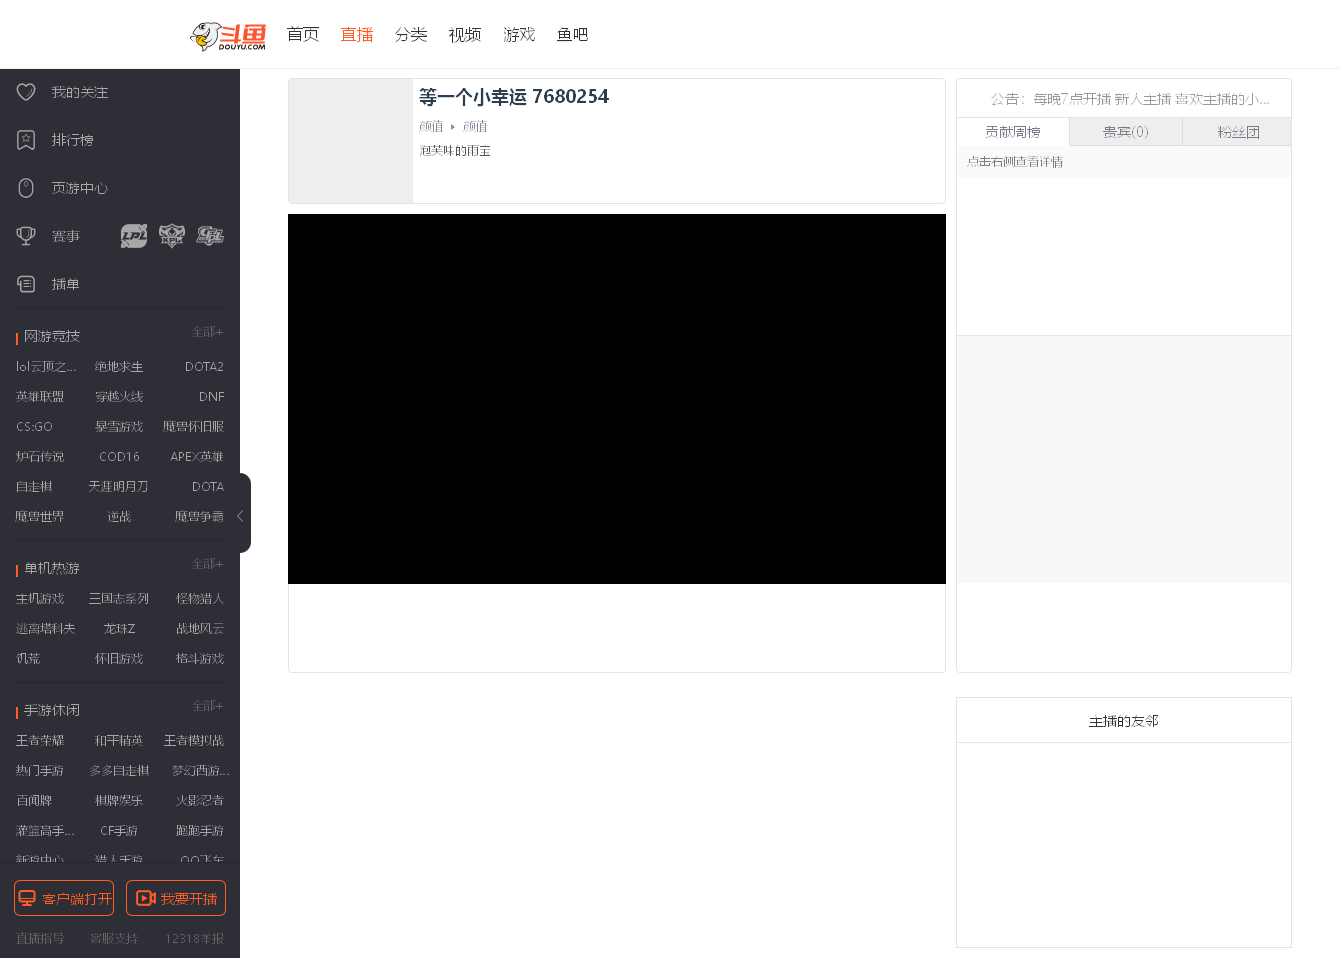 斗鱼
DOUYU.COM
首页 直播 分类 视频 游戏 鱼吧
我的关注
排行榜
页游中心
赛事 LPL KPL CFPL
播单
网游竞技 全部+
lol云顶之... 绝地求生 DOTA2
英雄联盟 穿越火线 DNF
CS:GO 暴雪游戏 魔兽怀旧服
炉石传说 COD16 APEX英雄
自走棋 天涯明月刀 DOTA
魔兽世界 逆战 魔兽争霸
单机热游 全部+
主机游戏 三国志系列 怪物猎人
逃离塔科夫 龙珠Z 战地风云
饥荒 怀旧游戏 格斗游戏
手游休闲 全部+
王者荣耀 和平精英 王者模拟战
热门手游 多多自走棋 梦幻西游...
百闻牌 棋牌娱乐 火影忍者
灌篮高手... CF手游 跑跑手游
新游中心 猎人手游 QQ飞车
客户端打开 我要开播
直播指导 客服支持 12318举报
等一个小幸运 7680254
颜值 颜值
泡芙味的雨宝
公告：每晚7点开播 新人主播 喜欢主播的小...
贡献周榜 贵宾(0) 粉丝团
点击右侧查看详情
主播的友邻